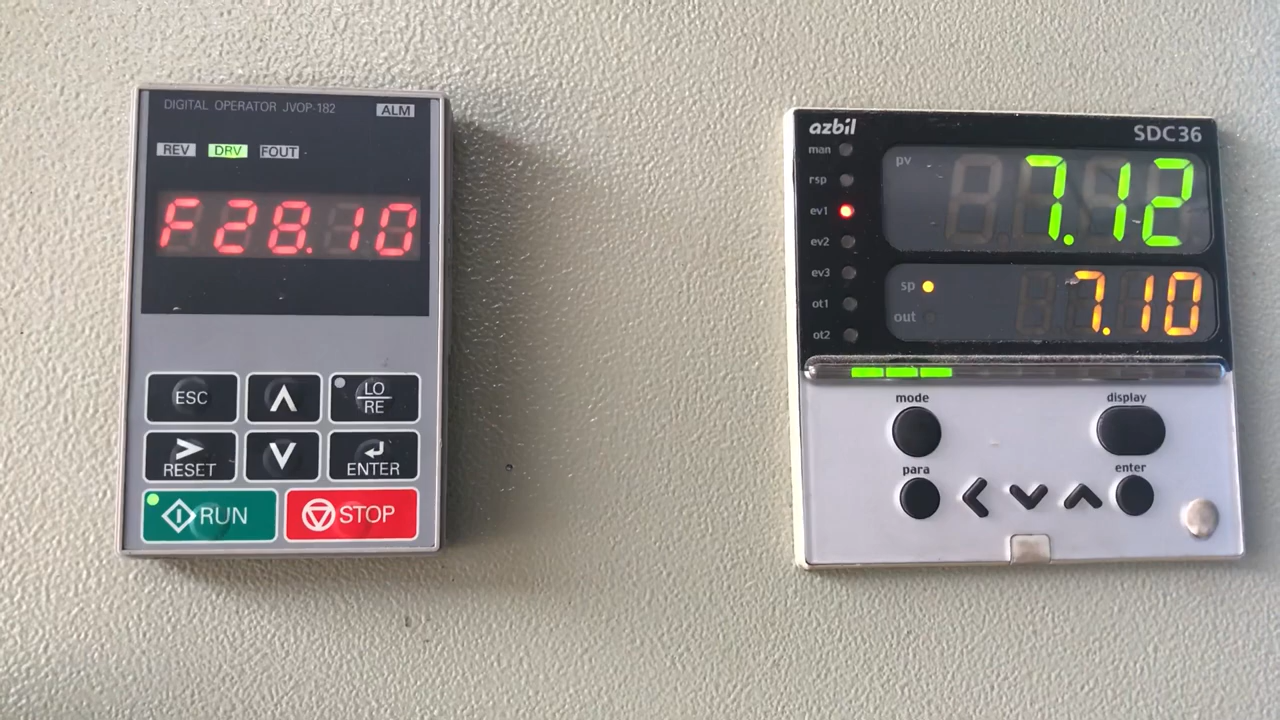 DIGITAL OPERATOR JVOP-182
ALM
REV DRV FOUT
F28.10
ESC
LO
RE
RESET
ENTER
RUN
STOP
azbil
SDC36
man
rsp
ev1
ev2
ev3
ot1
ot2
pv
7.12
sp
7.10
out
mode
display
para
enter